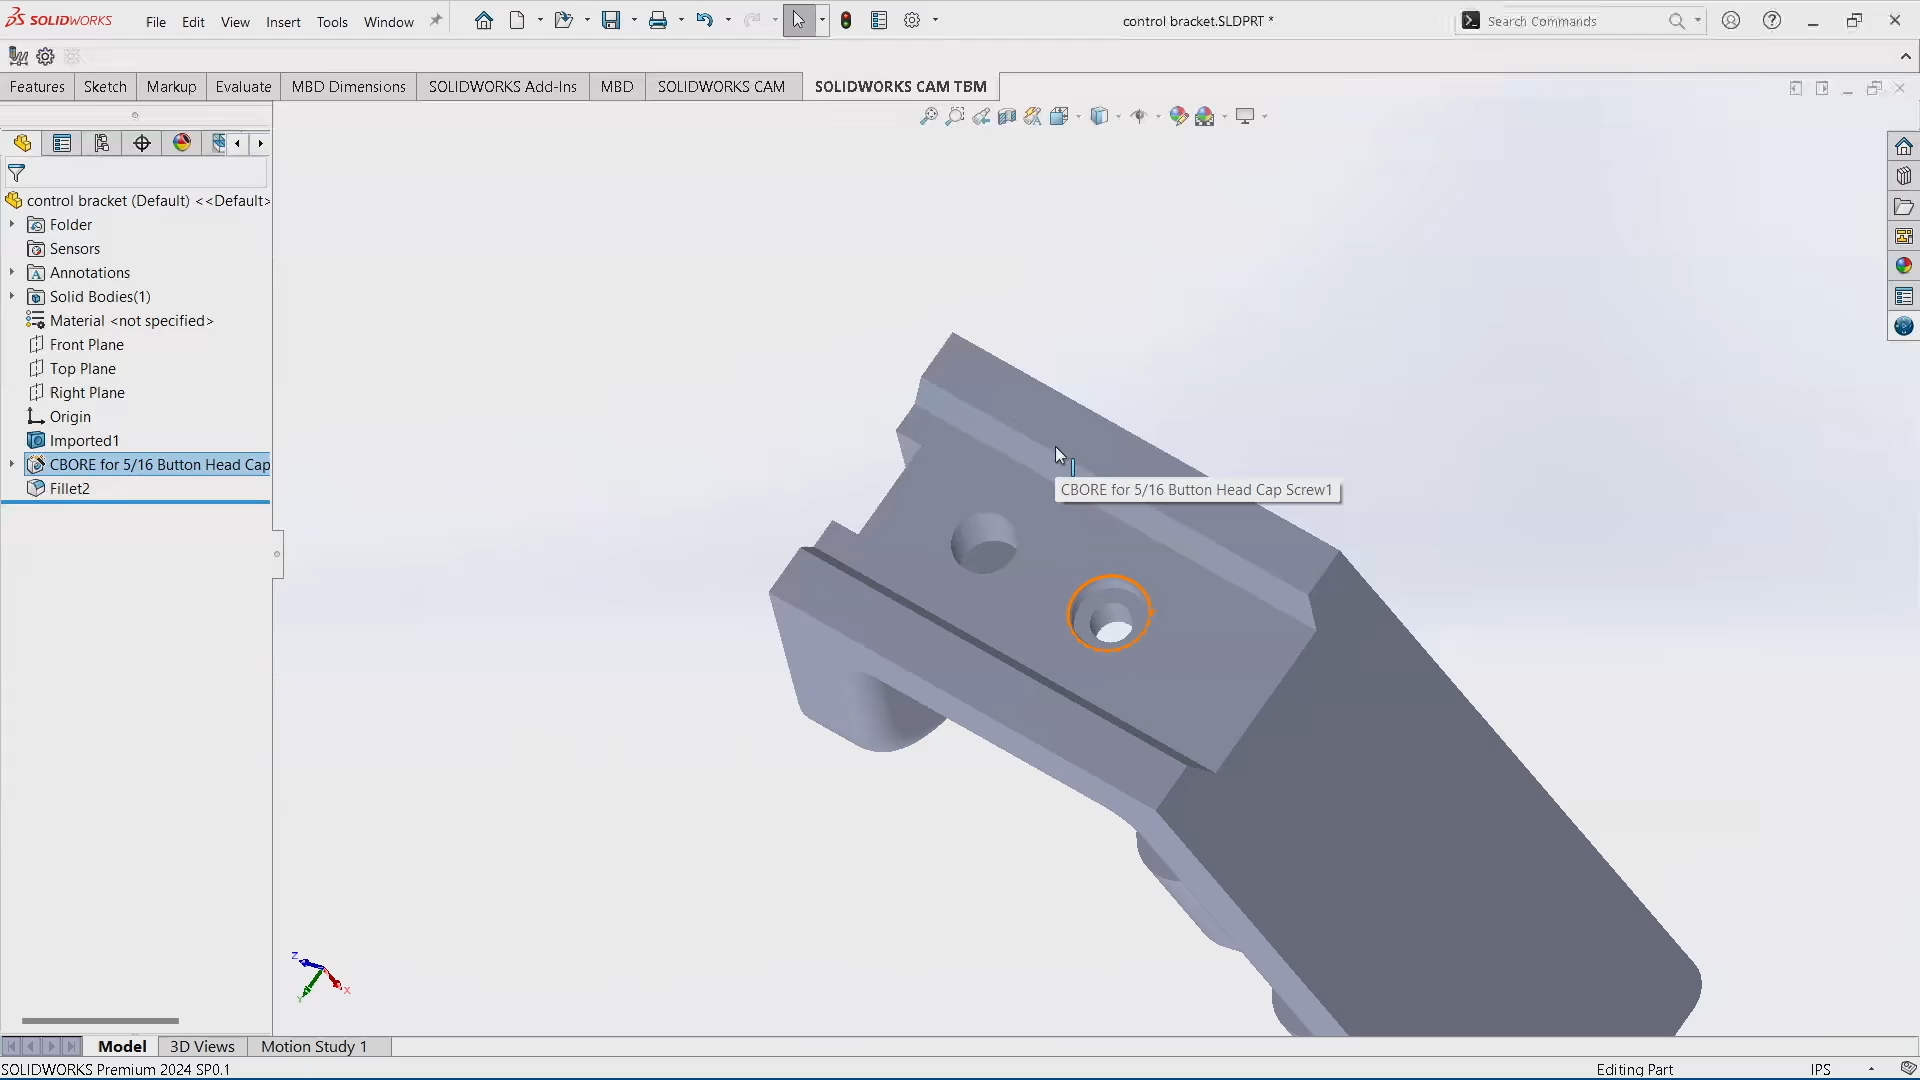 SOLIDWORKS File Edit View Insert Tools Window control bracket.SLDPRT * Search Commands
Features Sketch Markup Evaluate MBD Dimensions SOLIDWORKS Add-Ins MBD SOLIDWORKS CAM SOLIDWORKS CAM TBM
control bracket (Default) <<Default>
Folder
Sensors
Annotations
Solid Bodies(1)
Material <not specified>
Front Plane
Top Plane
Right Plane
Origin
Imported1
CBORE for 5/16 Button Head Cap
Fillet2
CBORE for 5/16 Button Head Cap Screw1
Z
X
Y
Model 3D Views Motion Study 1
SOLIDWORKS Premium 2024 SP0.1 Editing Part IPS